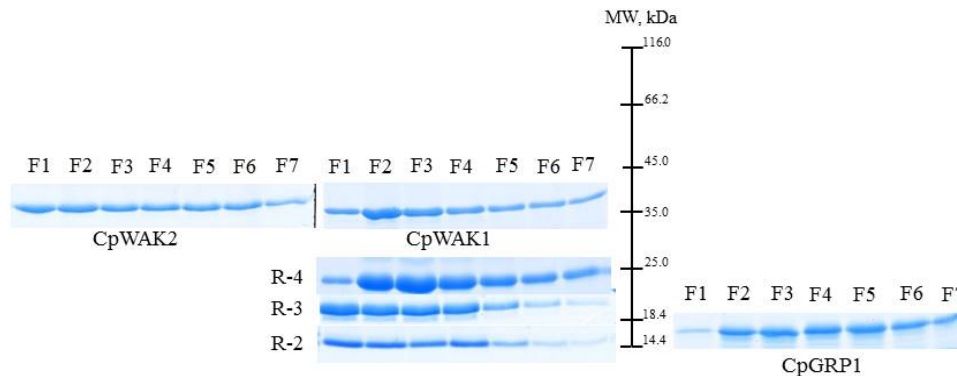 MW, kDa
116.0
66.2
45.0
F1 F2 F3 F4 F5 F6 F7
F1 F2 F3 F4 F5 F6 F7
35.0
CpWAK2
CpWAK1
25.0
R-4
F1 F2 F3 F4 F5 F6 F7
R-3
18.4
R-2
14.4
CpGRP1